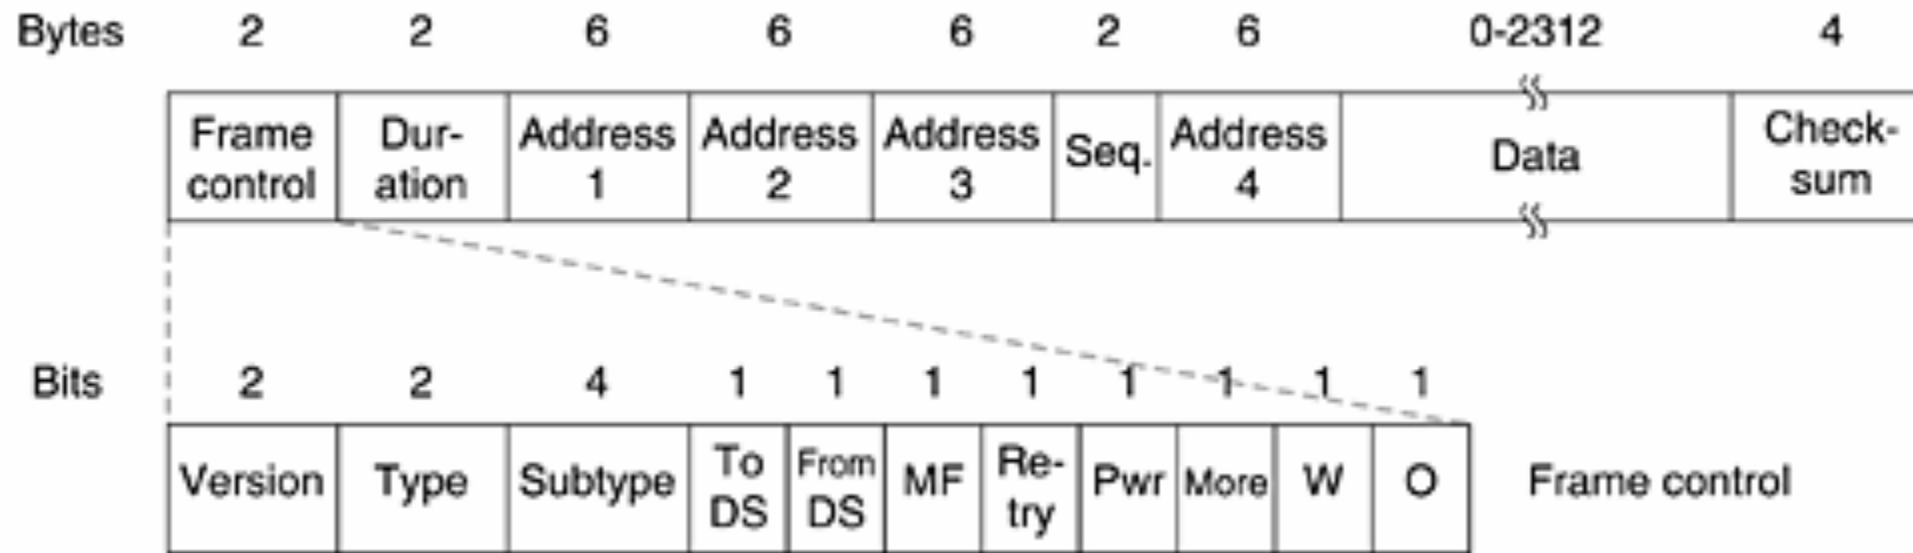 Bytes 2 2 6 6 6 2 6 0-2312 4
Frame control Dur- ation Address 1 Address 2 Address 3 Seq. Address 4 Data Check- sum
Bits 2 2 4 1 1 1 1 1 1 1 1
Version Type Subtype To DS From DS MF Re- try Pwr More W O Frame control